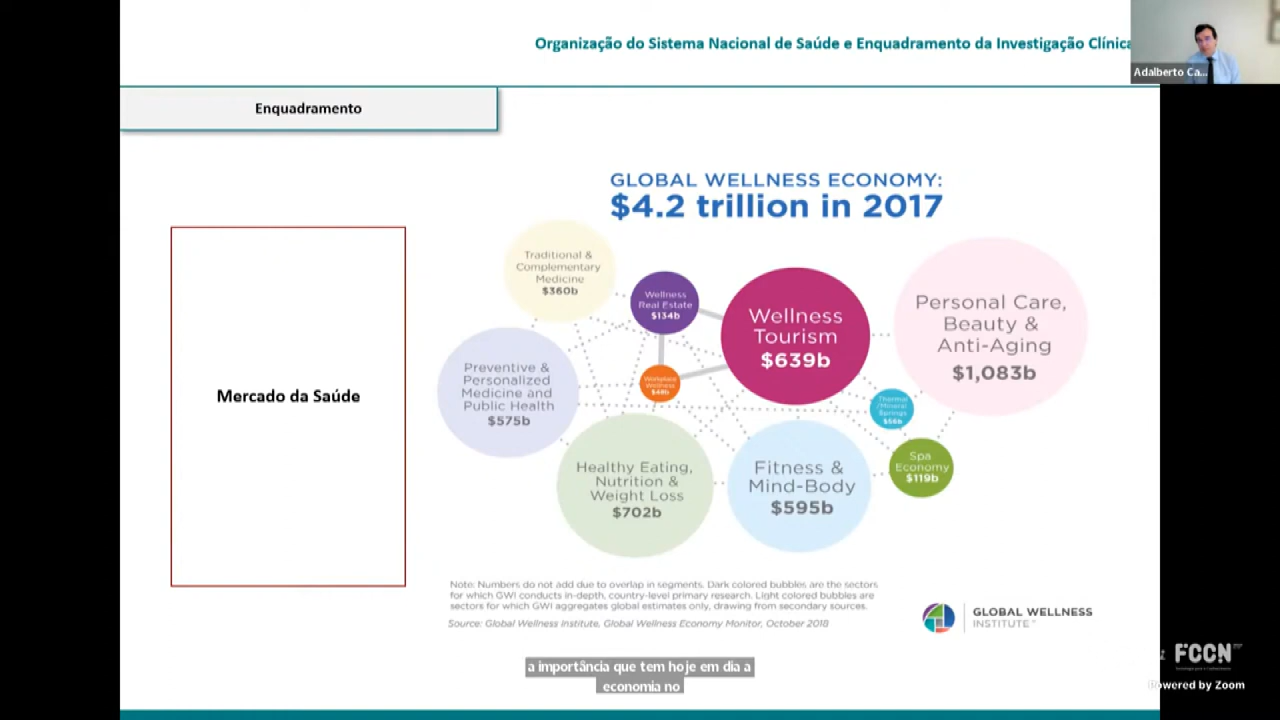 Organização do Sistema Nacional de Saúde e Enquadramento da Investigação Clínica
Adalberto Ca...
Enquadramento
Mercado da Saúde
GLOBAL WELLNESS ECONOMY:
$4.2 trillion in 2017
Traditional &
Complementary
Medicine
$360b
Wellness
Real Estate
$134b
Wellness
Tourism
$639b
Personal Care,
Beauty &
Anti-Aging
$1,083b
Preventive &
Personalized
Medicine and
Public Health
$575b
Workplace
Wellness
$48b
Thermal
/Mineral
Springs
$56b
Healthy Eating,
Nutrition &
Weight Loss
$702b
Fitness &
Mind-Body
$595b
Spa
Economy
$119b
Note: Numbers do not add due to overlap in segments. Dark colored bubbles are the sectors
for which GWI conducts in-depth, country-level primary research. Light colored bubbles are
sectors for which GWI aggregates global estimates only, drawing from secondary sources.
Source: Global Wellness Institute, Global Wellness Economy Monitor, October 2018
GLOBAL WELLNESS
INSTITUTE™
a importância que tem hoje em dia a
economia no
FCCN
Powered by Zoom